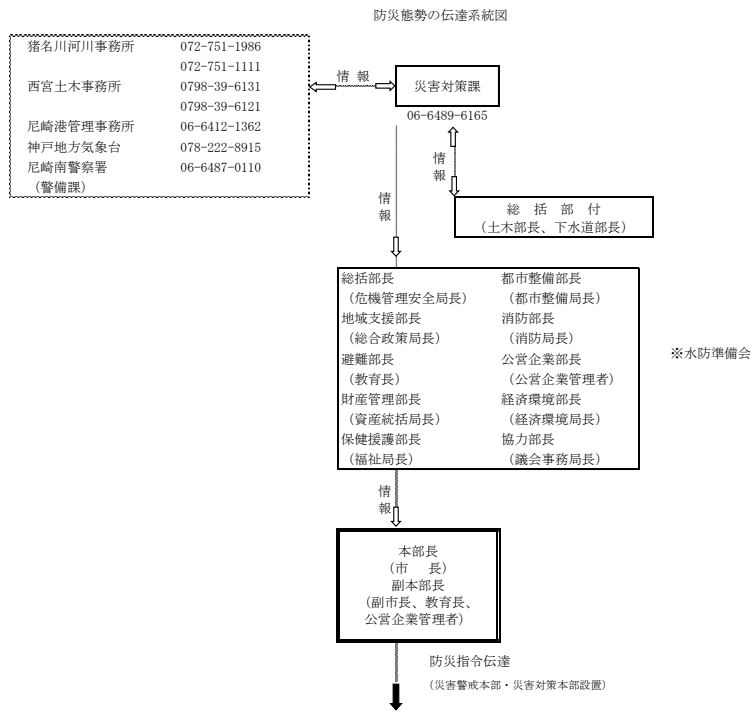 防災態勢の伝達系統図
猪名川河川事務所 072-751-1986
072-751-1111
西宮土木事務所 0798-39-6131
0798-39-6121
尼崎港管理事務所 06-6412-1362
神戸地方気象台 078-222-8915
尼崎南警察署 06-6487-0110
（警備課）
情 報
災害対策課
06-6489-6165
情
報
総 括 部 付
（土木部長、下水道部長）
情
報
総括部長 都市整備部長
（危機管理安全局長） （都市整備局長）
地域支援部長 消防部長
（総合政策局長） （消防局長）
避難部長 公営企業部長
（教育長） （公営企業管理者）
財産管理部長 経済環境部長
（資産統括局長） （経済環境局長）
保健援護部長 協力部長
（福祉局長） （議会事務局長）
※水防準備会
情
報
本部長
（市 長）
副本部長
（副市長、教育長、
公営企業管理者）
防災指令伝達
（災害警戒本部・災害対策本部設置）